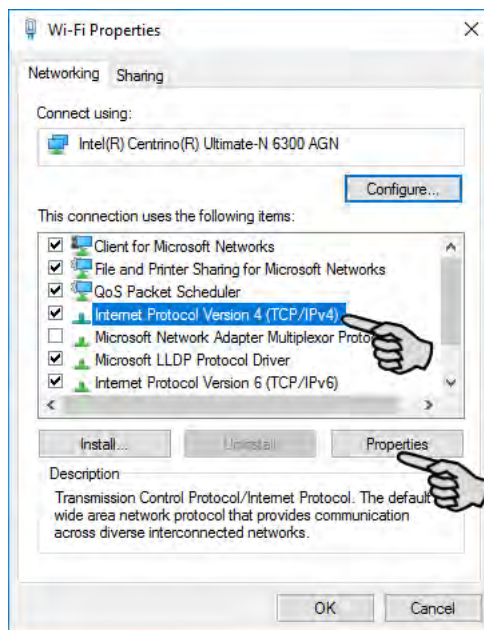 Wi-Fi Properties
Networking Sharing
Connect using:
Intel(R) Centrino(R) Ultimate-N 6300 AGN
Configure...
This connection uses the following items:
Client for Microsoft Networks
File and Printer Sharing for Microsoft Networks
QoS Packet Scheduler
Internet Protocol Version 4 (TCP/IPv4)
Microsoft Network Adapter Multiplexor
Microsoft LLDP Protocol Driver
Internet Protocol Version 6 (TCP/IPv6)
Install... Uninstall Properties
Description
Transmission Control Protocol/Internet Protocol. The default
wide area network protocol that provides communication
across diverse interconnected networks.
OK Cancel